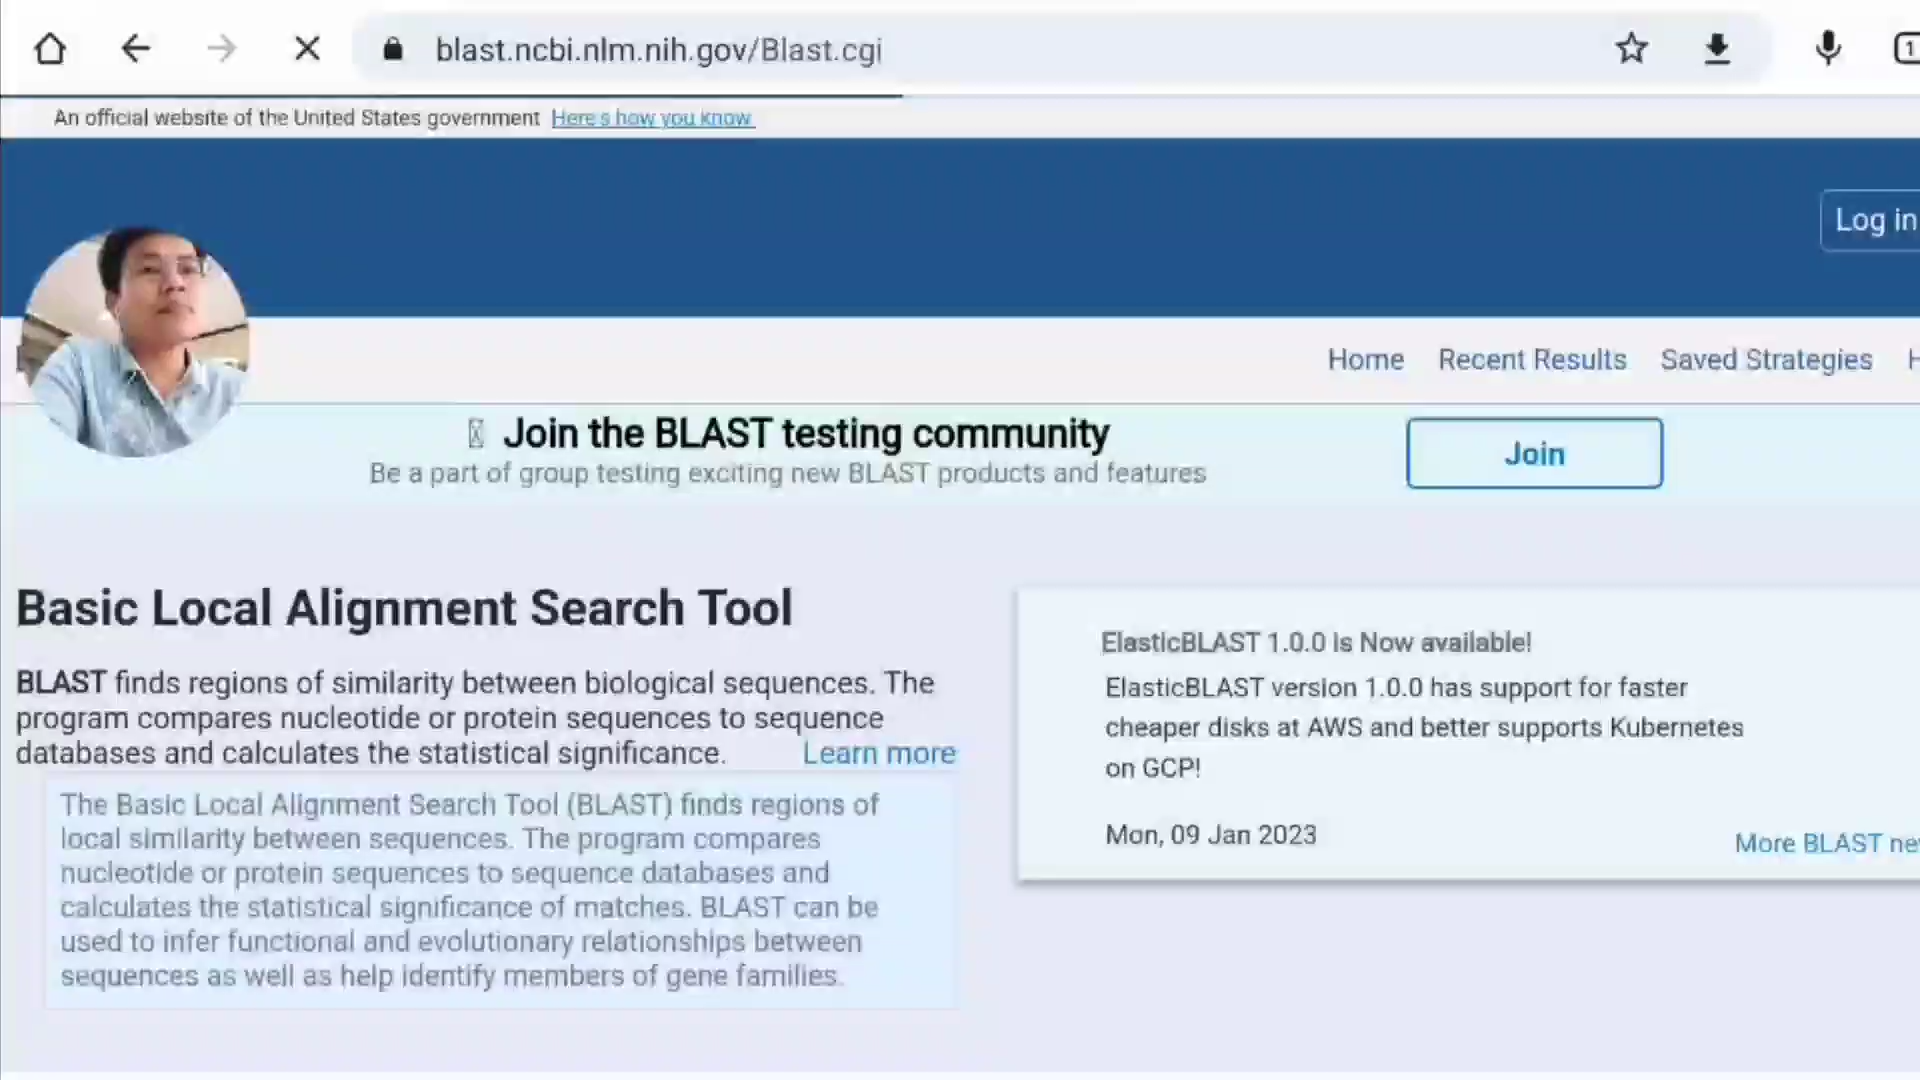 blast.ncbi.nlm.nih.gov/Blast.cgi
1
An official website of the United States government Here's how you know
Log in
Home Recent Results Saved Strategies H
Join the BLAST testing community
Be a part of group testing exciting new BLAST products and features
Join
Basic Local Alignment Search Tool
BLAST finds regions of similarity between biological sequences. The
program compares nucleotide or protein sequences to sequence
databases and calculates the statistical significance. Learn more
The Basic Local Alignment Search Tool (BLAST) finds regions of
local similarity between sequences. The program compares
nucleotide or protein sequences to sequence databases and
calculates the statistical significance of matches. BLAST can be
used to infer functional and evolutionary relationships between
sequences as well as help identify members of gene families.
ElasticBLAST 1.0.0 is Now available!
ElasticBLAST version 1.0.0 has support for faster
cheaper disks at AWS and better supports Kubernetes
on GCP!
Mon, 09 Jan 2023
More BLAST ne